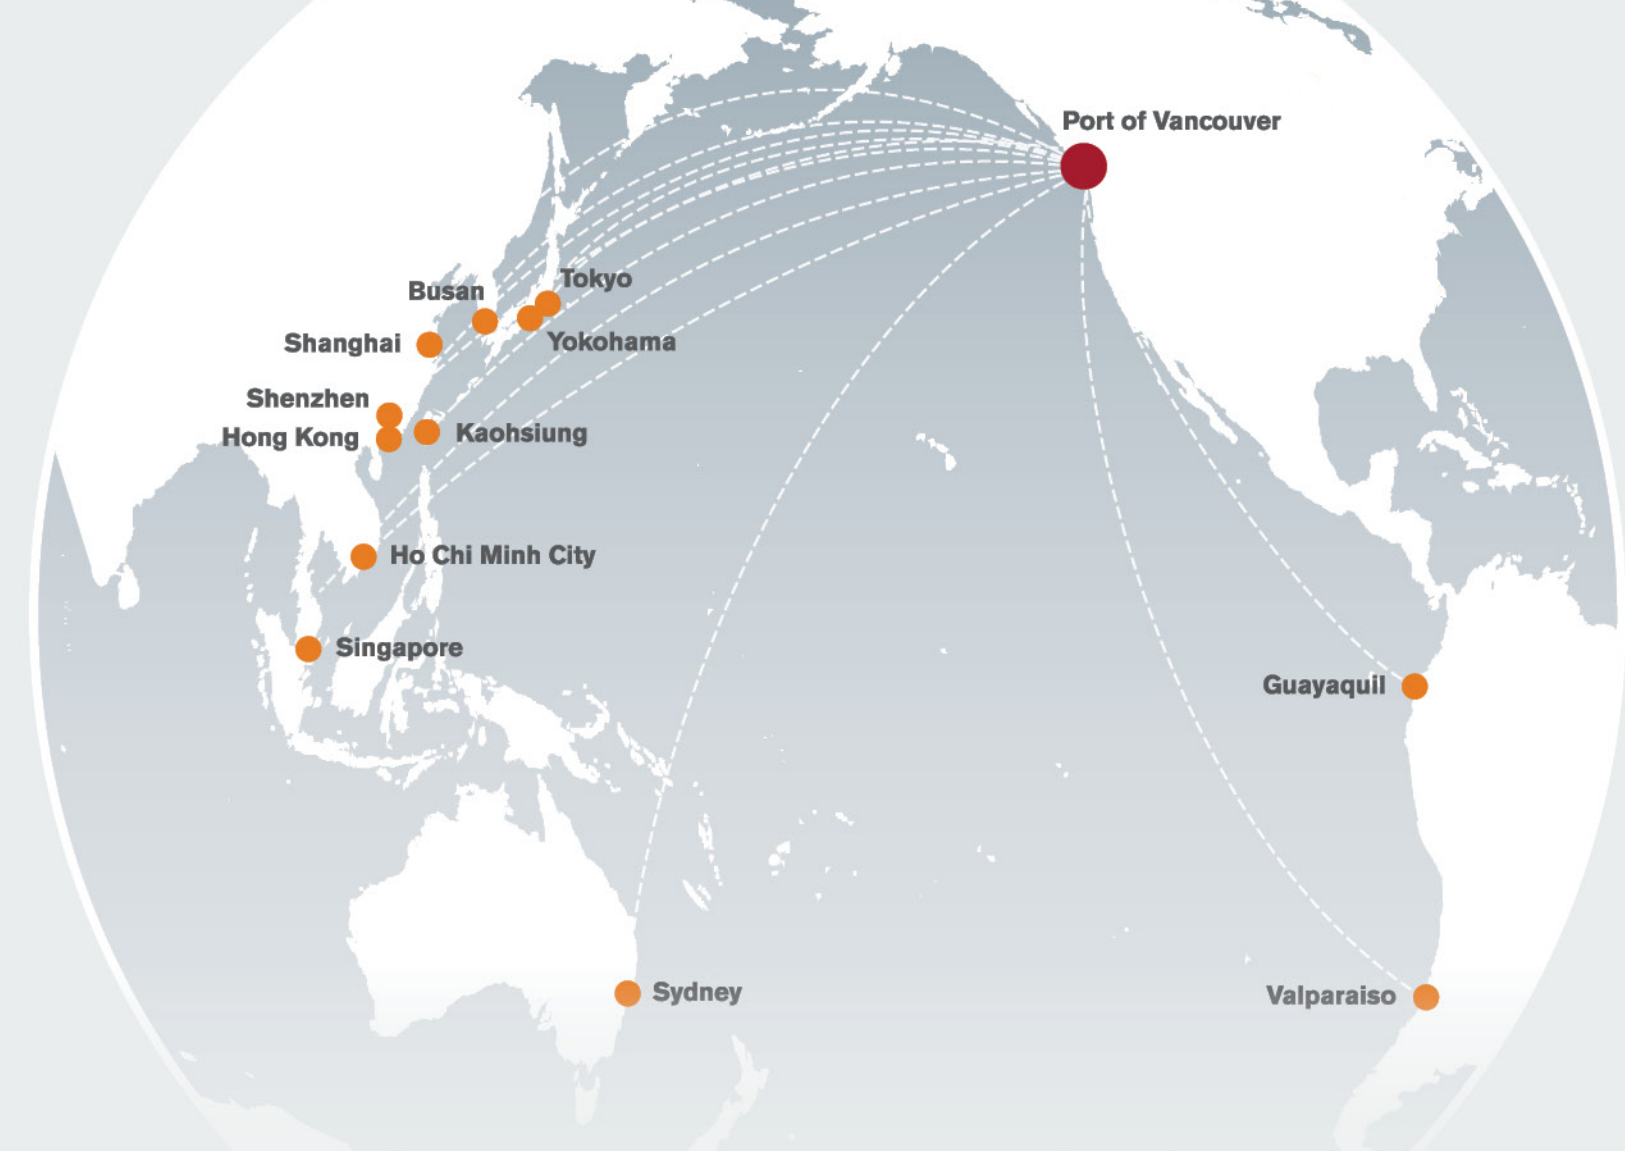 Port of Vancouver
Tokyo
Busan
Yokohama
Shanghai
Shenzhen
Hong Kong
Kaohsiung
Ho Chi Minh City
Singapore
Guayaquil
Sydney
Valparaiso